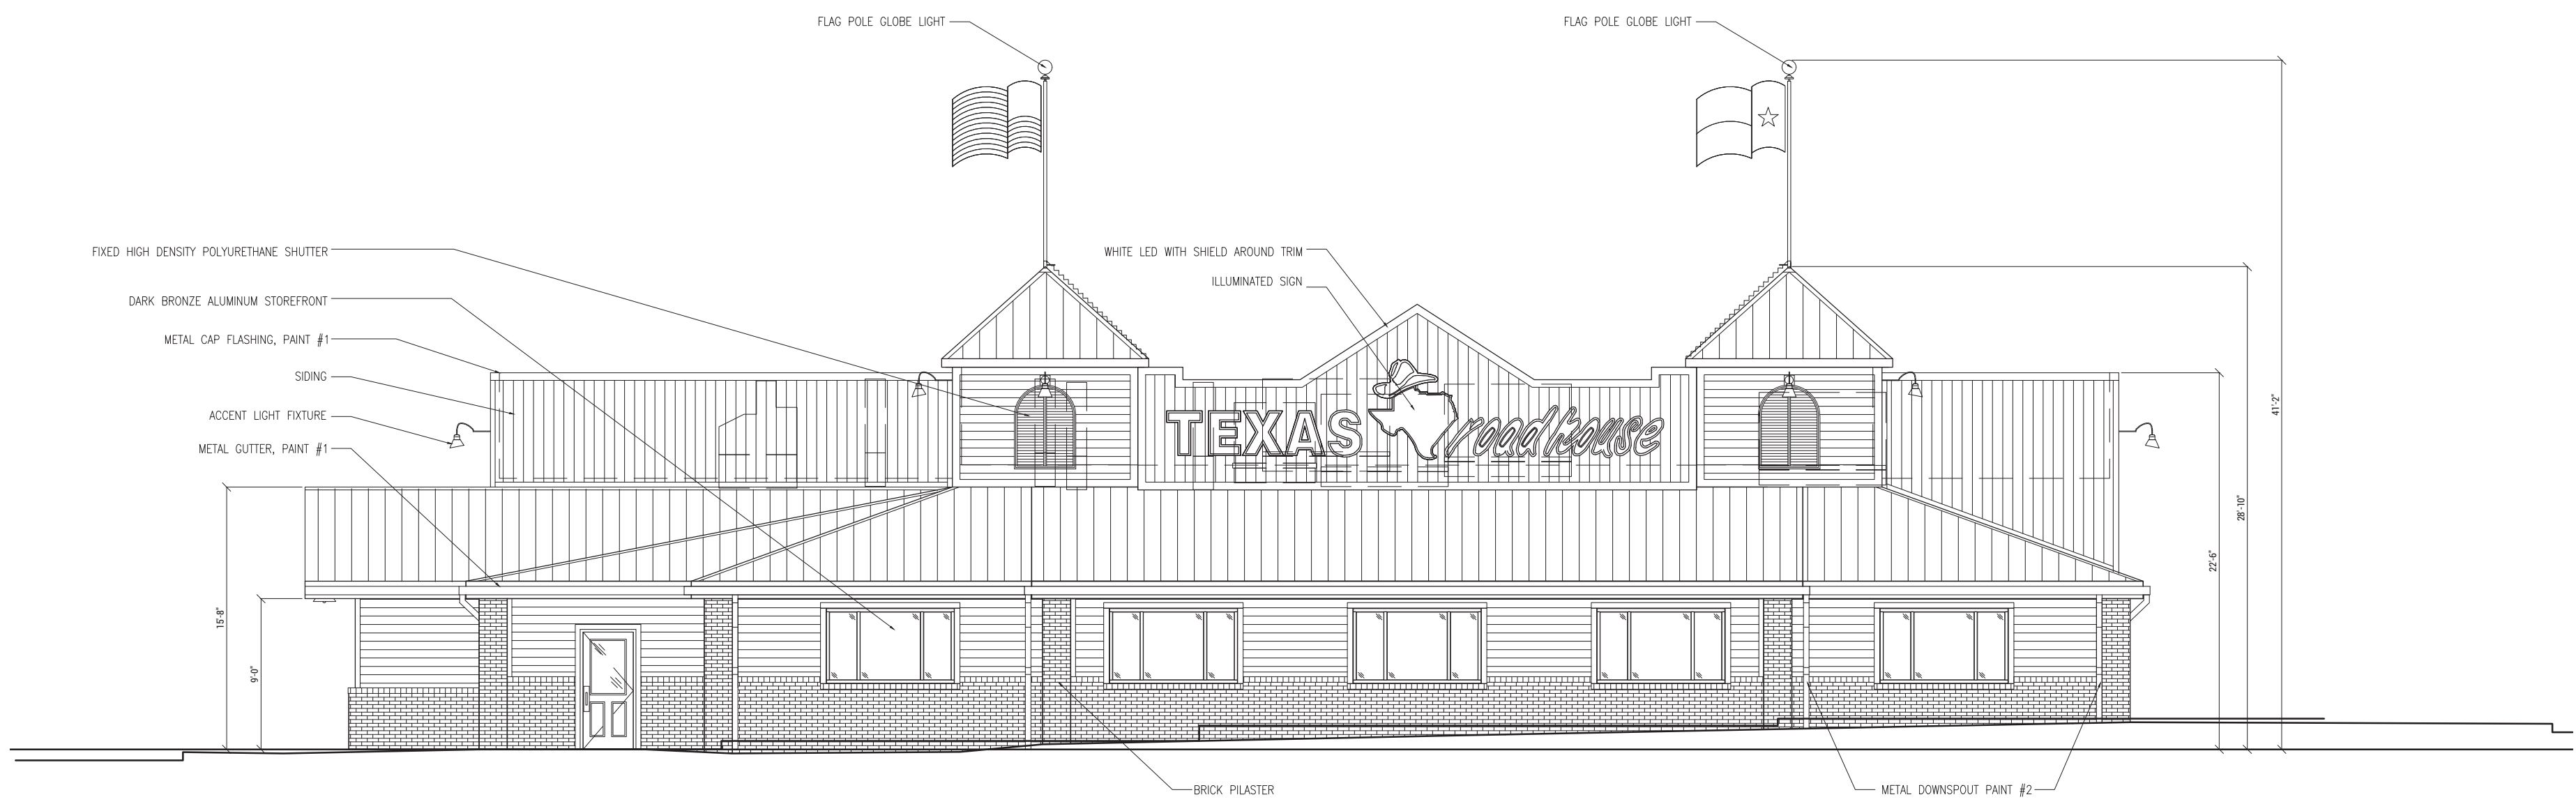 FLAG POLE GLOBE LIGHT
FLAG POLE GLOBE LIGHT
FIXED HIGH DENSITY POLYURETHANE SHUTTER
WHITE LED WITH SHIELD AROUND TRIM
ILLUMINATED SIGN
DARK BRONZE ALUMINUM STOREFRONT
METAL CAP FLASHING, PAINT #1
SIDING
ACCENT LIGHT FIXTURE
METAL GUTTER, PAINT #1
TEXAS roadhouse
41'-2"
28'-10"
22'-6"
15'-8"
9'-0"
BRICK PILASTER
METAL DOWNSPOUT PAINT #2